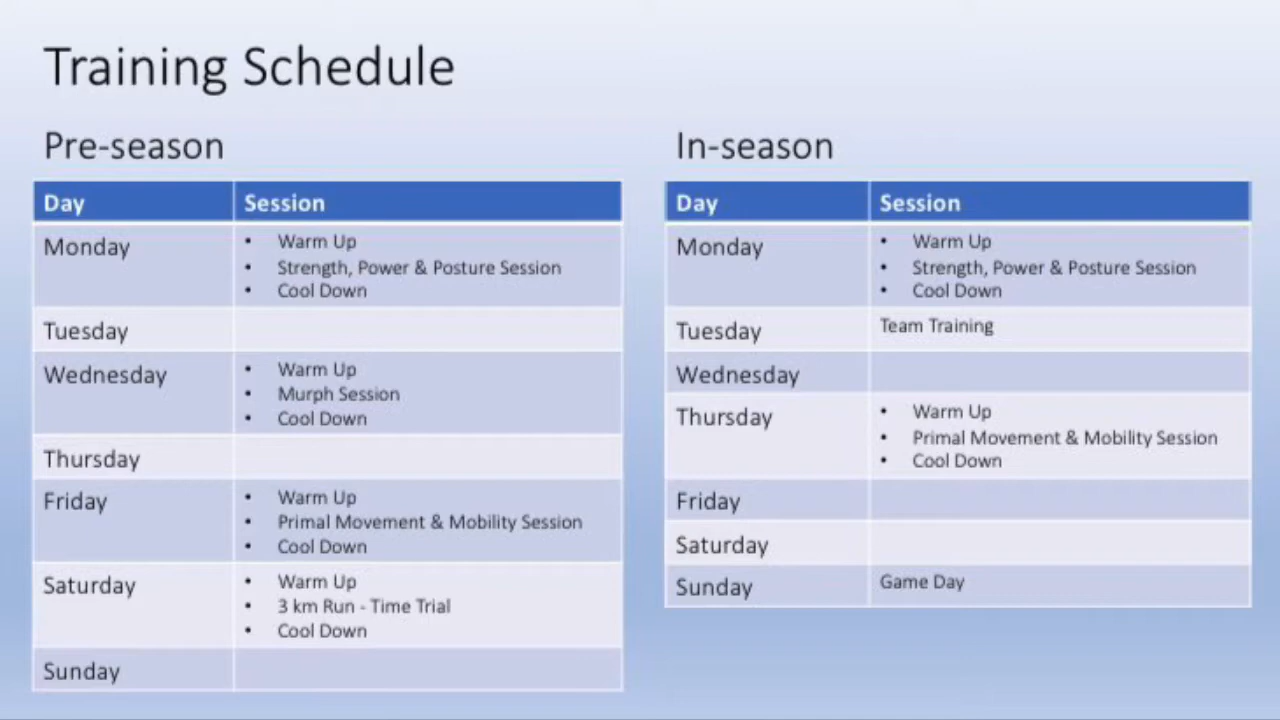 Training Schedule
Pre-season
Day Session
Monday
• Warm Up
• Strength, Power & Posture Session
• Cool Down
Tuesday
Wednesday
• Warm Up
• Murph Session
• Cool Down
Thursday
Friday
• Warm Up
• Primal Movement & Mobility Session
• Cool Down
Saturday
• Warm Up
• 3 km Run - Time Trial
• Cool Down
Sunday
In-season
Day Session
Monday
• Warm Up
• Strength, Power & Posture Session
• Cool Down
Tuesday Team Training
Wednesday
Thursday
• Warm Up
• Primal Movement & Mobility Session
• Cool Down
Friday
Saturday
Sunday Game Day